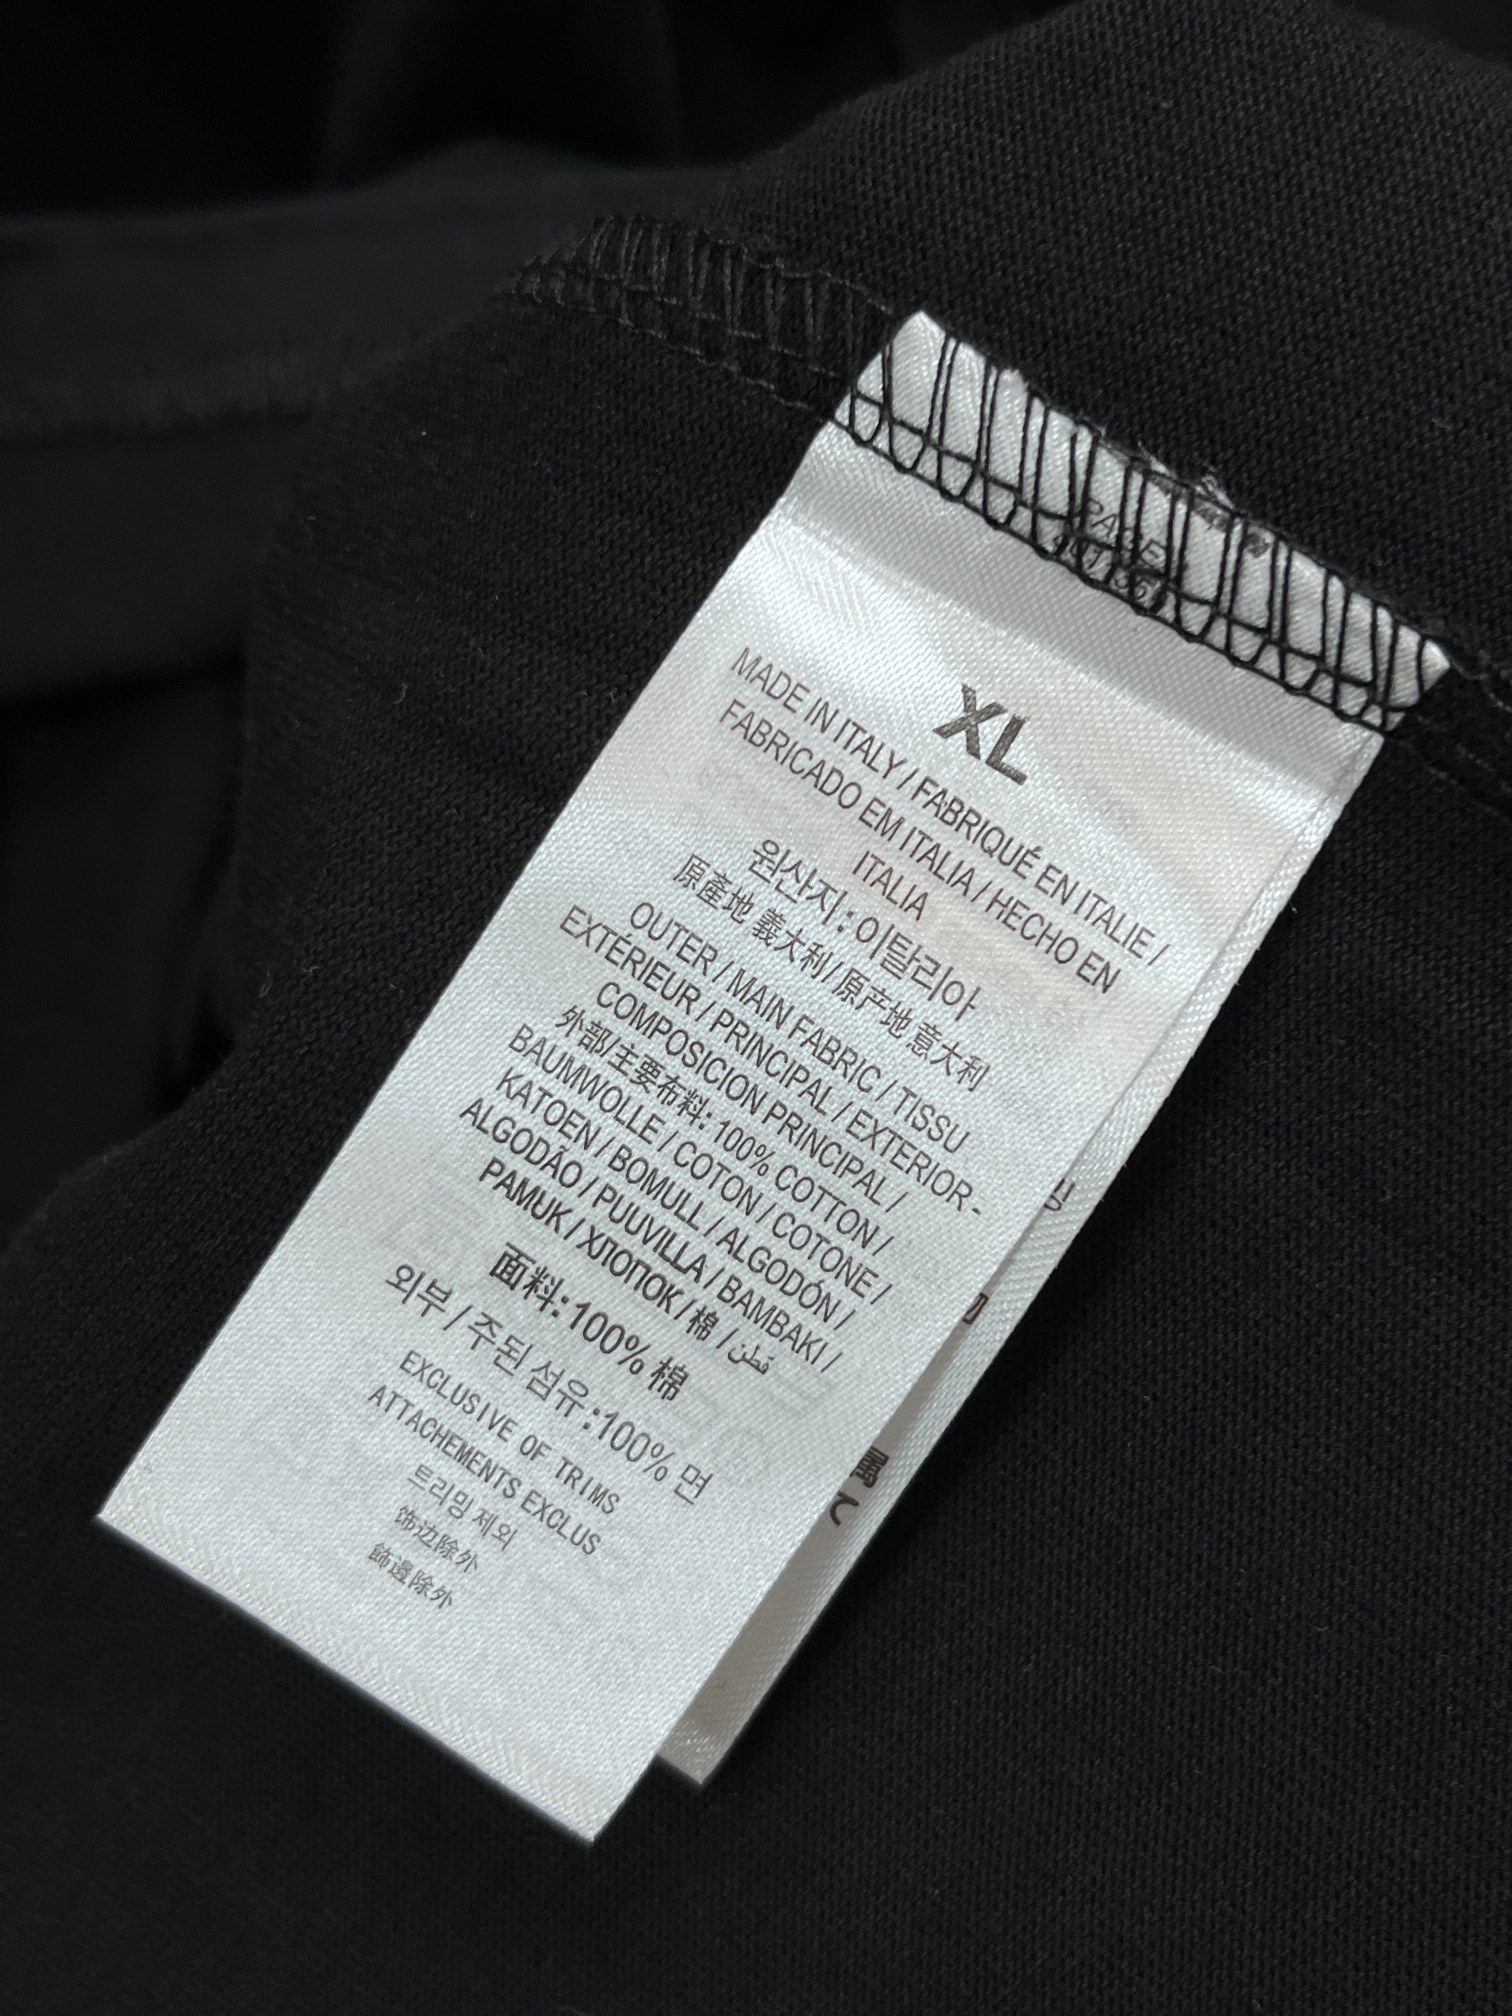 XL
MADE IN ITALY / FABRIQUÉ EN ITALIE /
FABRICADO EM ITALIA / HECHO EN
ITALIA
원산지:이탈리아
原產地 義大利/原产地 意大利
OUTER / MAIN FABRIC / TISSU
EXTÉRIEUR / PRINCIPAL / EXTERIOR-
COMPOSICION PRINCIPAL /
外部/主要布料: 100% COTTON /
BAUMWOLLE / COTON / COTONE /
KATOEN / BOMULL / ALGODÓN /
ALGODÃO / PUUVILLA / BAMBAKI /
PAMUK / ХЛОПОК / 棉 / قطن
面料:100% 棉
외부 / 주된 섬유:100% 면
EXCLUSIVE OF TRIMS
ATTACHEMENTS EXCLUS
트리밍 제외
饰边除外
飾邊除外